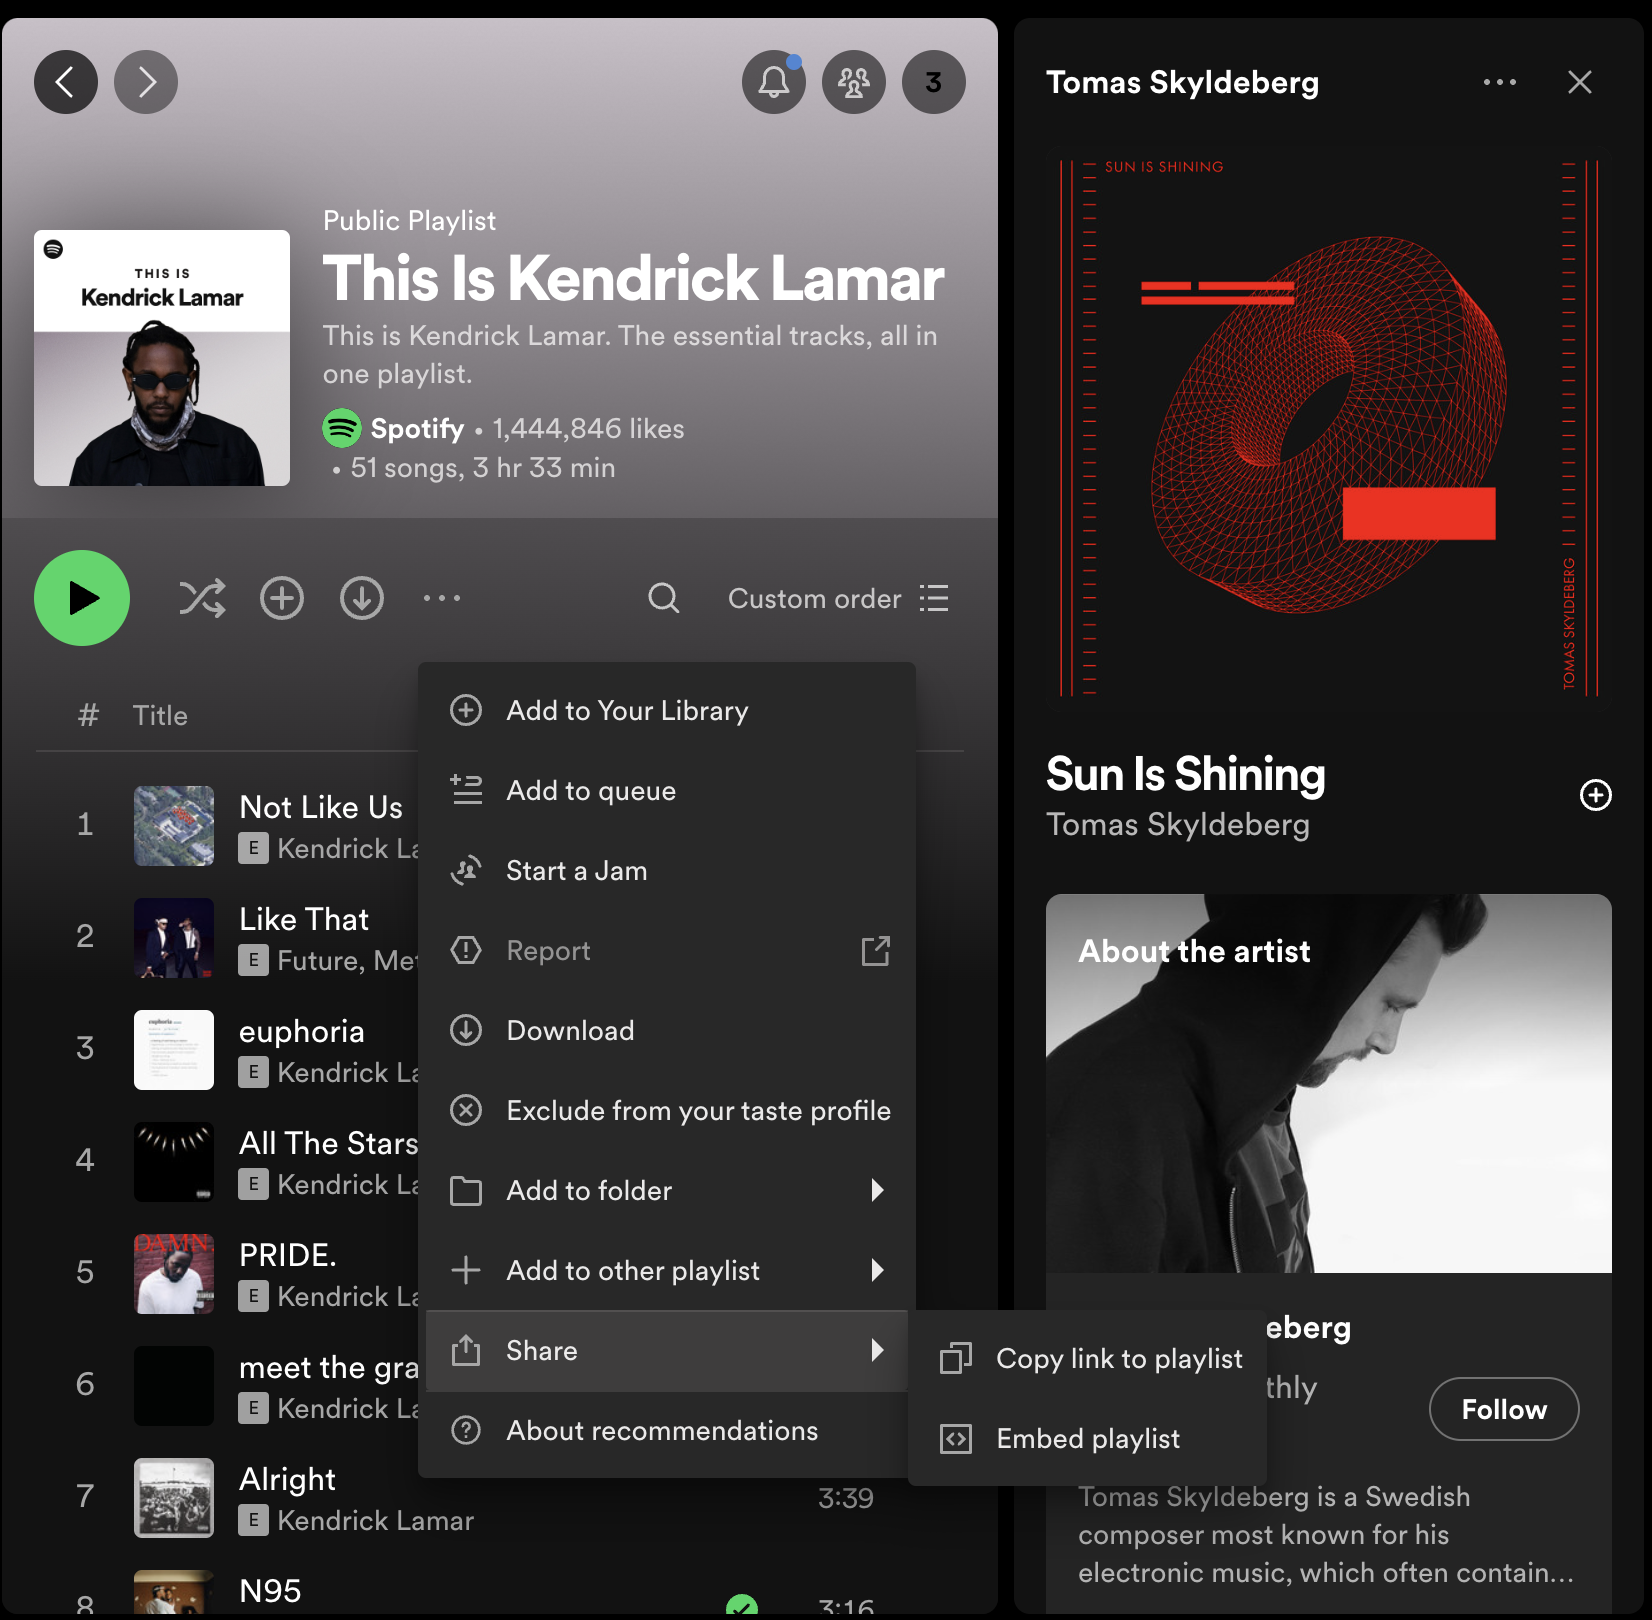 3
Public Playlist
This Is Kendrick Lamar
This is Kendrick Lamar. The essential tracks, all in
one playlist.
Spotify • 1,444,846 likes
• 51 songs, 3 hr 33 min
THIS IS
Kendrick Lamar
Custom order
# Title
1
Not Like Us
E Kendrick La
2
Like That
E Future, Met
3
euphoria
E Kendrick La
4
All The Stars
E Kendrick La
5
DAMN.
PRIDE.
E Kendrick La
6
meet the gra
E Kendrick La
7
Alright
E Kendrick Lamar
3:39
8
N95
3:16
Add to Your Library
Add to queue
Start a Jam
Report
Download
Exclude from your taste profile
Add to folder
Add to other playlist
Share
About recommendations
Copy link to playlist
Embed playlist
Tomas Skyldeberg
SUN IS SHINING
TOMAS SKYLDEBERG
Sun Is Shining
Tomas Skyldeberg
About the artist
eberg
thly
Follow
Tomas Skyldeberg is a Swedish
composer most known for his
electronic music, which often contain...